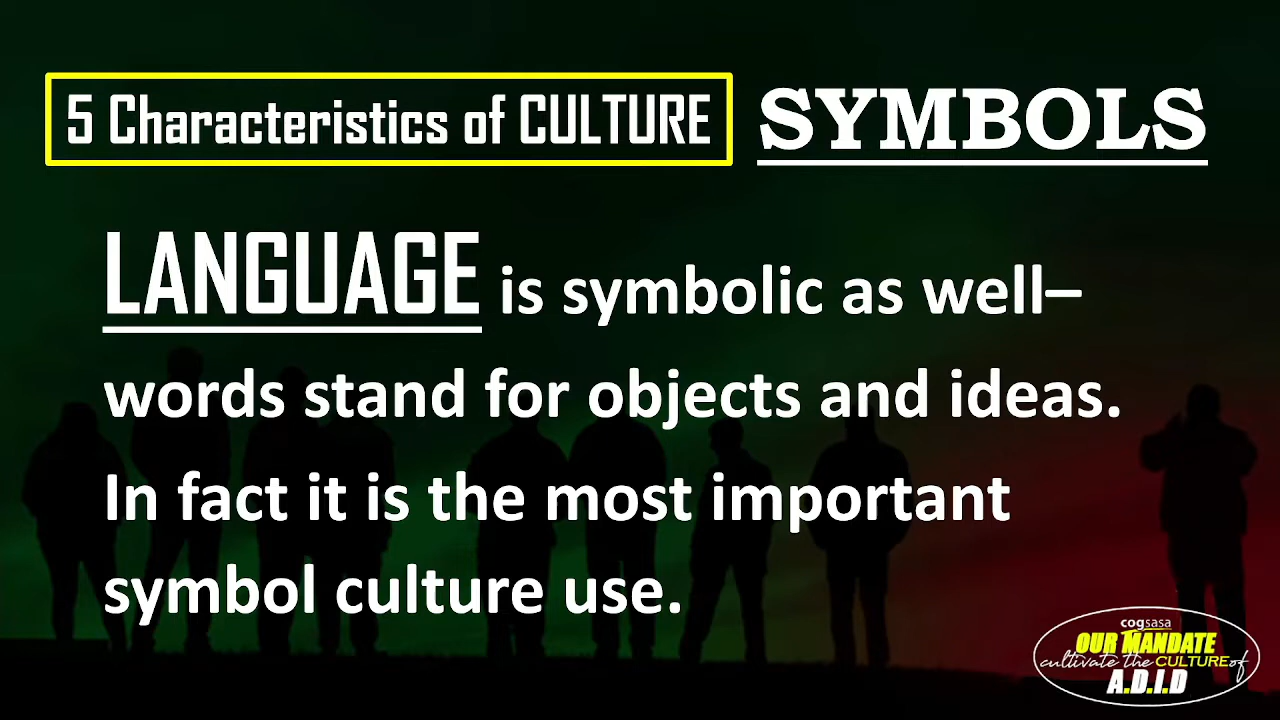 5 Characteristics of CULTURE SYMBOLS
LANGUAGE is symbolic as well–
words stand for objects and ideas.
In fact it is the most important
symbol culture use.
cogsasa
OUR MANDATE
cultivate the CULTURE of
A.D.I.D